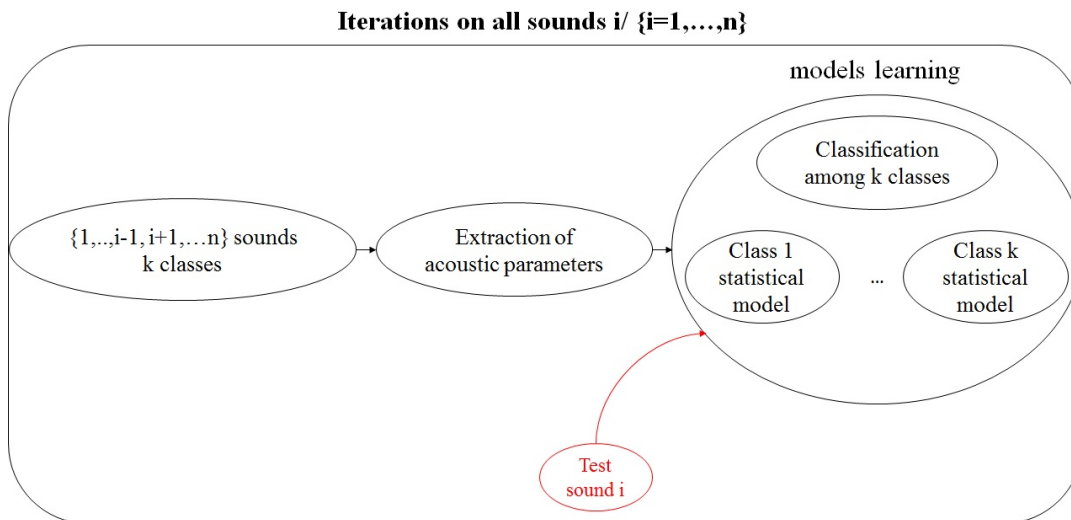 Iterations on all sounds i/ {i=1,…,n}
models learning
Classification
among k classes
{1,..,i-1, i+1,…n} sounds
k classes
Extraction of
acoustic parameters
Class 1
statistical
model
...
Class k
statistical
model
Test
sound i